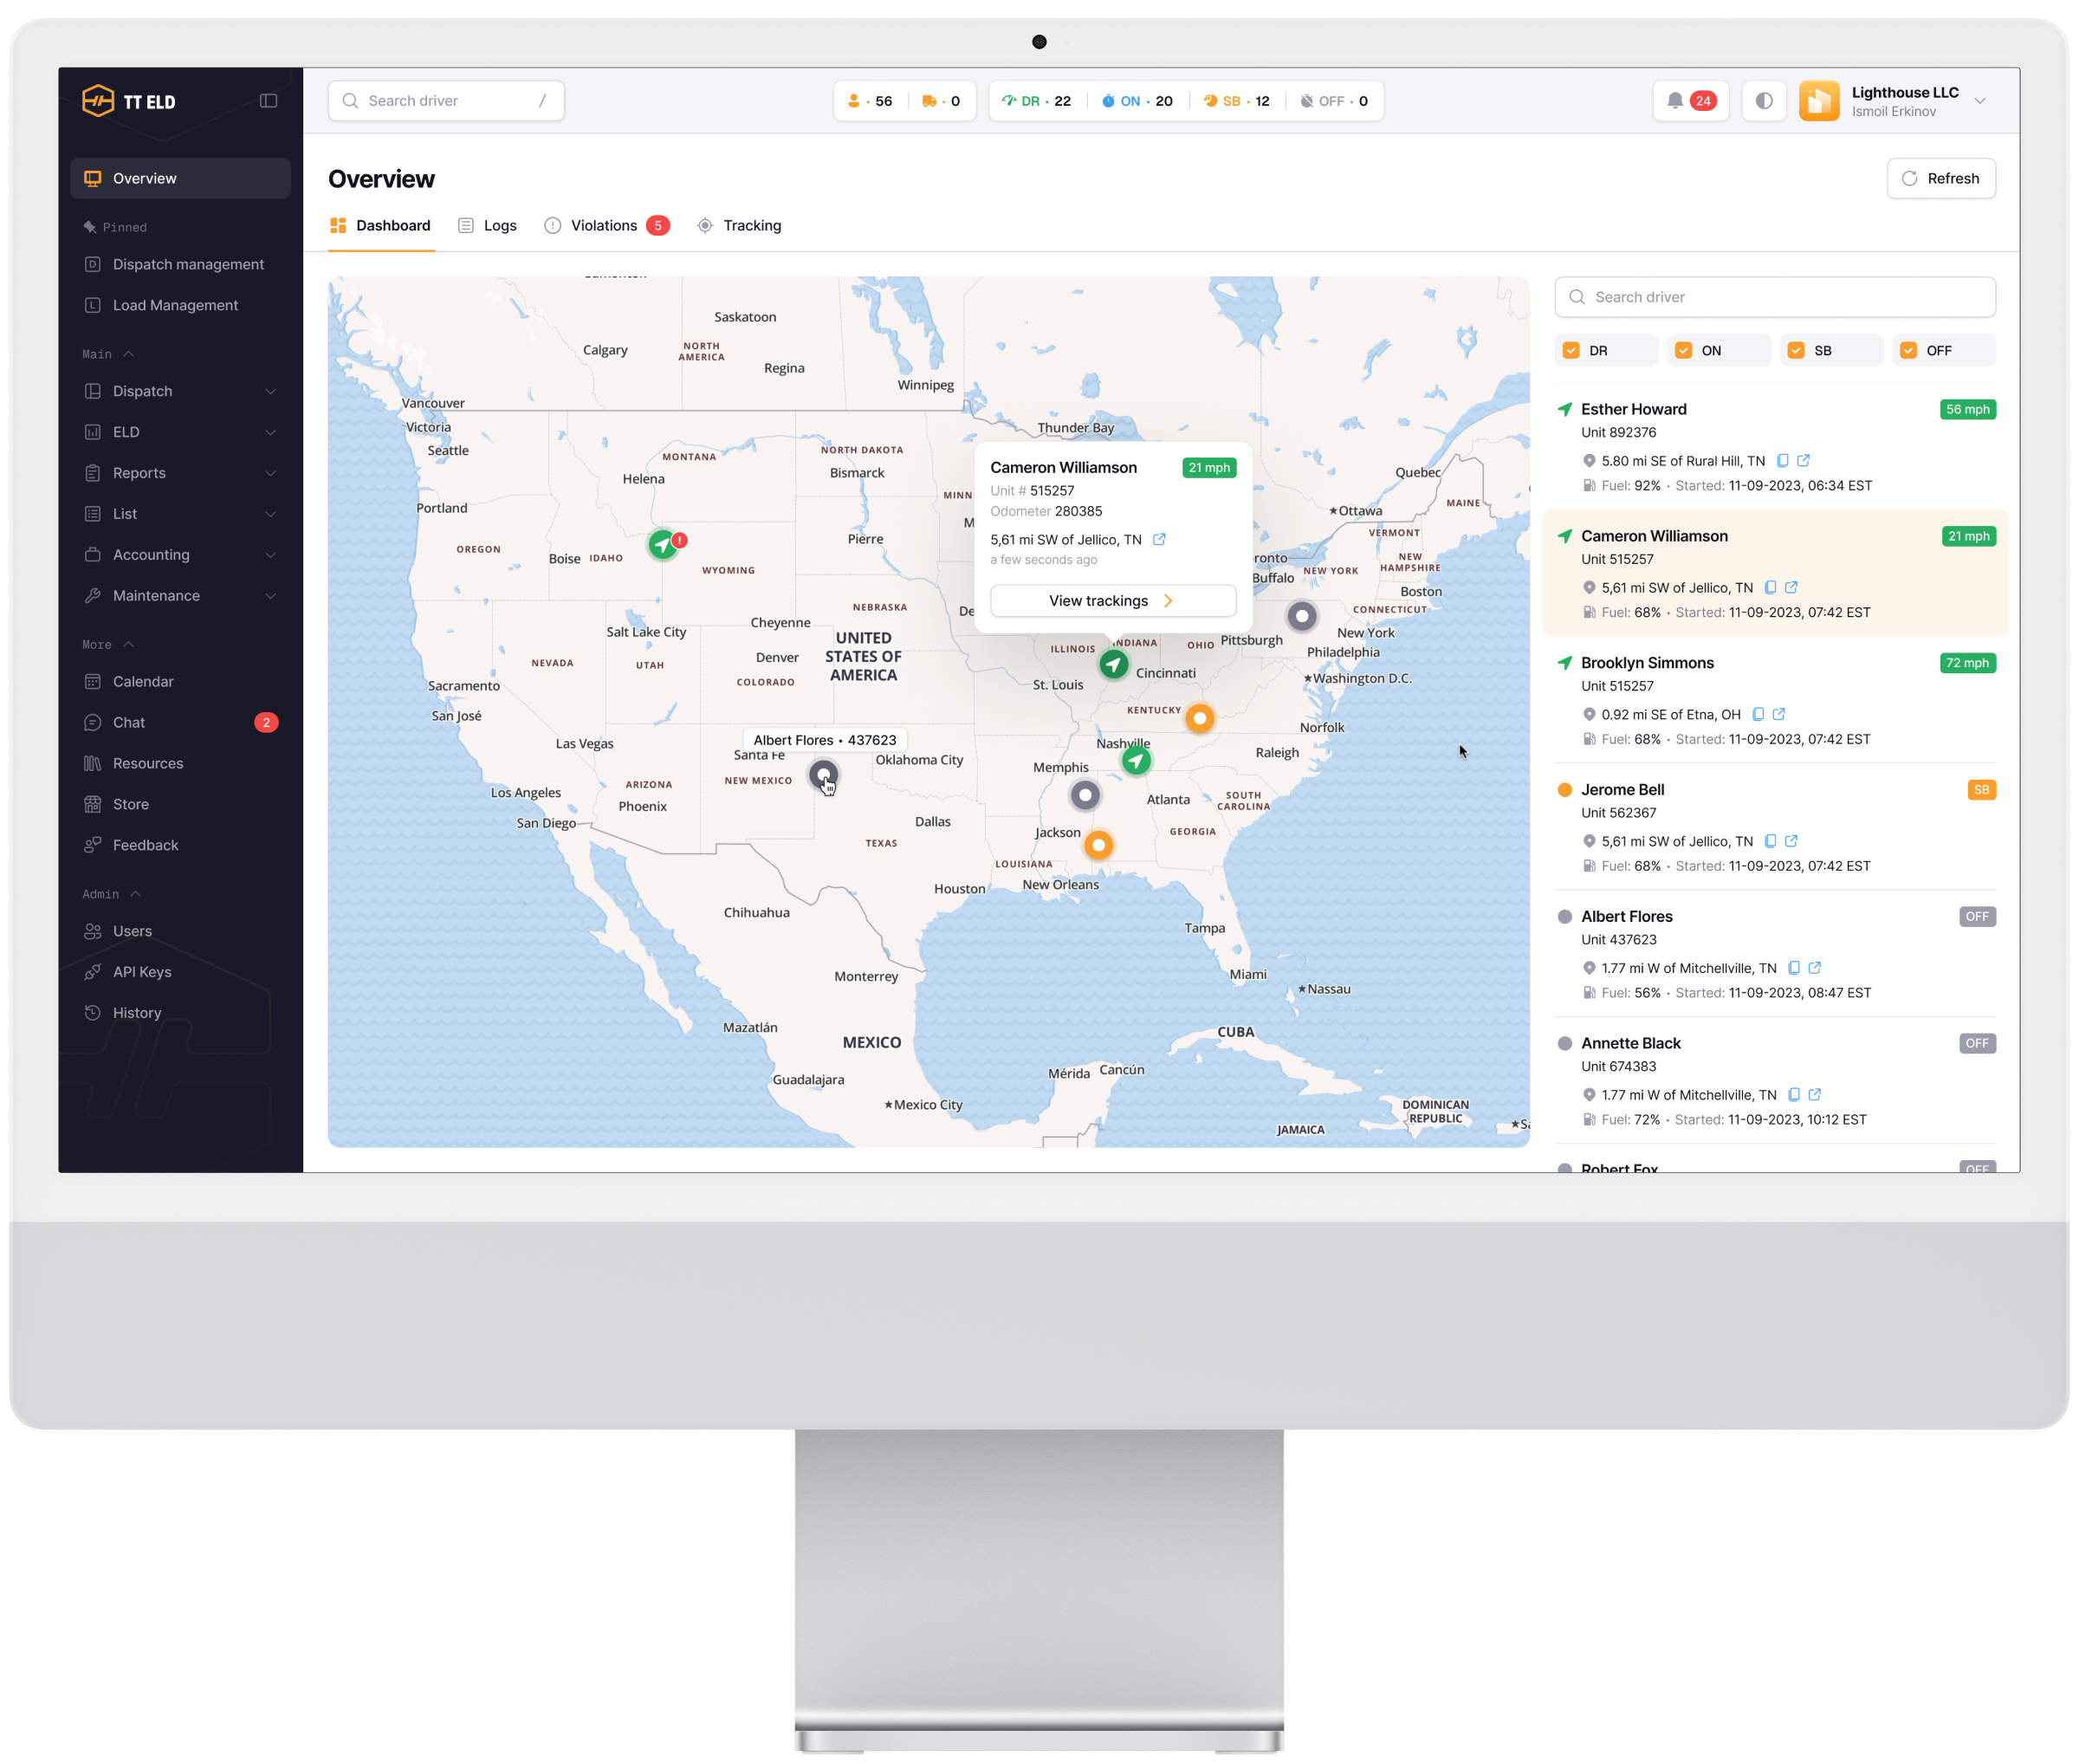 TT ELD
Overview
Pinned
Dispatch management
Load Management
Main
Dispatch
ELD
Reports
List
Accounting
Maintenance
More
Calendar
Chat 2
Resources
Store
Feedback
Admin
Users
API Keys
History
Search driver /
· 56 · 0
DR · 22 ON · 20 SB · 12 OFF · 0
24
Lighthouse LLC
Ismoil Erkinov
Overview
Refresh
Dashboard Logs Violations 5 Tracking
Saskatoon
Calgary
NORTH
AMERICA
Regina
Winnipeg
Vancouver
Victoria
Thunder Bay
Seattle
MONTANA
NORTH DAKOTA
Helena
Bismarck
Quebec
MINN
MAINE
Portland
M
Ottawa
VERMONT
Pierre
OREGON
Boise
IDAHO
!
WYOMING
ronto
NEW YORK
NEW
HAMPSHIRE
Buffalo
Boston
NEBRASKA
De
CONNECTICUT
Cheyenne
Salt Lake City
UNITED
STATES OF
AMERICA
New York
Pittsburgh
Philadelphia
ILLINOIS
NDIANA
OHIO
Denver
NEVADA
UTAH
COLORADO
Cincinnati
Washington D.C.
St. Louis
Sacramento
San José
KENTUCKY
Norfolk
Las Vegas
Nashville
Raleigh
Albert Flores • 437623
Santa Fe
Oklahoma City
Memphis
ARIZONA
NEW MEXICO
Los Angeles
Phoenix
Atlanta
SOUTH
CAROLINA
San Diego
Dallas
Jackson
GEORGIA
TEXAS
LOUISIANA
Houston
New Orleans
Chihuahua
Tampa
Monterrey
Miami
Nassau
Mazatlán
MEXICO
CUBA
Mérida
Cancún
Guadalajara
Mexico City
DOMINICAN
REPUBLIC
JAMAICA
Cameron Williamson 21 mph
Unit # 515257
Odometer 280385
5,61 mi SW of Jellico, TN
a few seconds ago
View trackings
Search driver
DR ON SB OFF
Esther Howard 56 mph
Unit 892376
5.80 mi SE of Rural Hill, TN
Fuel: 92% · Started: 11-09-2023, 06:34 EST
Cameron Williamson 21 mph
Unit 515257
5,61 mi SW of Jellico, TN
Fuel: 68% · Started: 11-09-2023, 07:42 EST
Brooklyn Simmons 72 mph
Unit 515257
0.92 mi SE of Etna, OH
Fuel: 68% · Started: 11-09-2023, 07:42 EST
Jerome Bell SB
Unit 562367
5,61 mi SW of Jellico, TN
Fuel: 68% · Started: 11-09-2023, 07:42 EST
Albert Flores OFF
Unit 437623
1.77 mi W of Mitchellville, TN
Fuel: 56% · Started: 11-09-2023, 08:47 EST
Annette Black OFF
Unit 674383
1.77 mi W of Mitchellville, TN
Fuel: 72% · Started: 11-09-2023, 10:12 EST
Robert Fox OFF